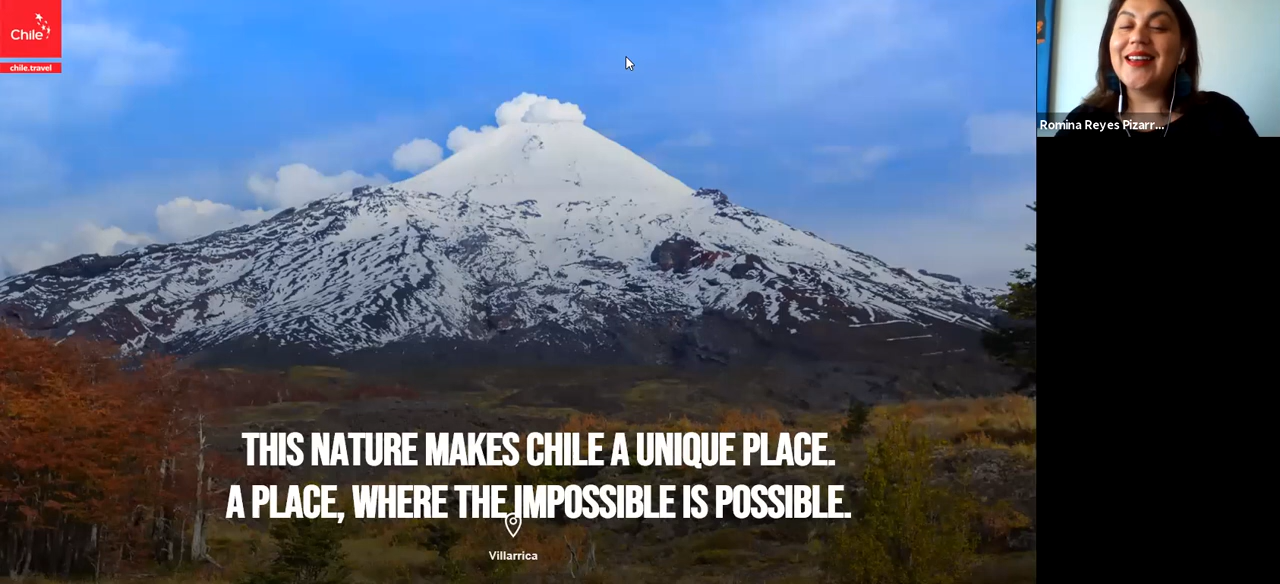 Chile
chile.travel
Romina Reyes Pizarr...
THIS NATURE MAKES CHILE A UNIQUE PLACE.
A PLACE, WHERE THE IMPOSSIBLE IS POSSIBLE.
Villarrica